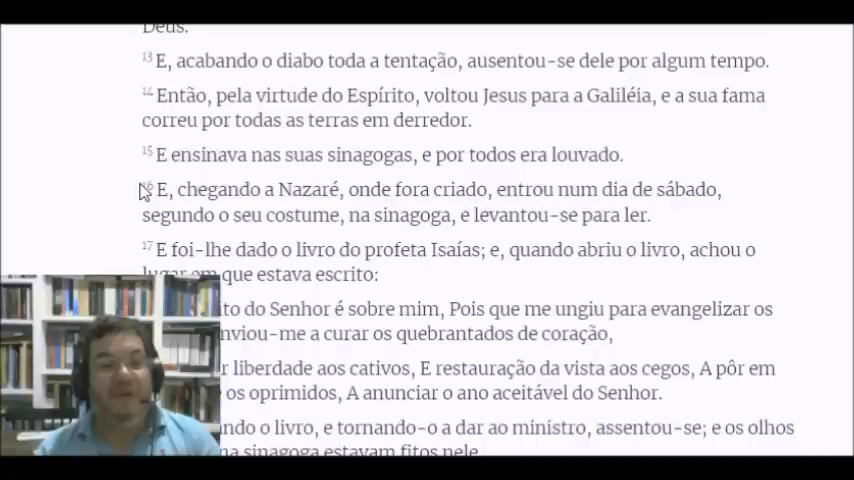 Deus.
13 E, acabando o diabo toda a tentação, ausentou-se dele por algum tempo.
14 Então, pela virtude do Espírito, voltou Jesus para a Galiléia, e a sua fama
correu por todas as terras em derredor.
15 E ensinava nas suas sinagogas, e por todos era louvado.
16 E, chegando a Nazaré, onde fora criado, entrou num dia de sábado,
segundo o seu costume, na sinagoga, e levantou-se para ler.
17 E foi-lhe dado o livro do profeta Isaías; e, quando abriu o livro, achou o
lugar em que estava escrito:
ito do Senhor é sobre mim, Pois que me ungiu para evangelizar os
nviou-me a curar os quebrantados de coração,
r liberdade aos cativos, E restauração da vista aos cegos, A pôr em
os oprimidos, A anunciar o ano aceitável do Senhor.
ndo o livro, e tornando-o a dar ao ministro, assentou-se; e os olhos
na sinagoga estavam fitos nele.